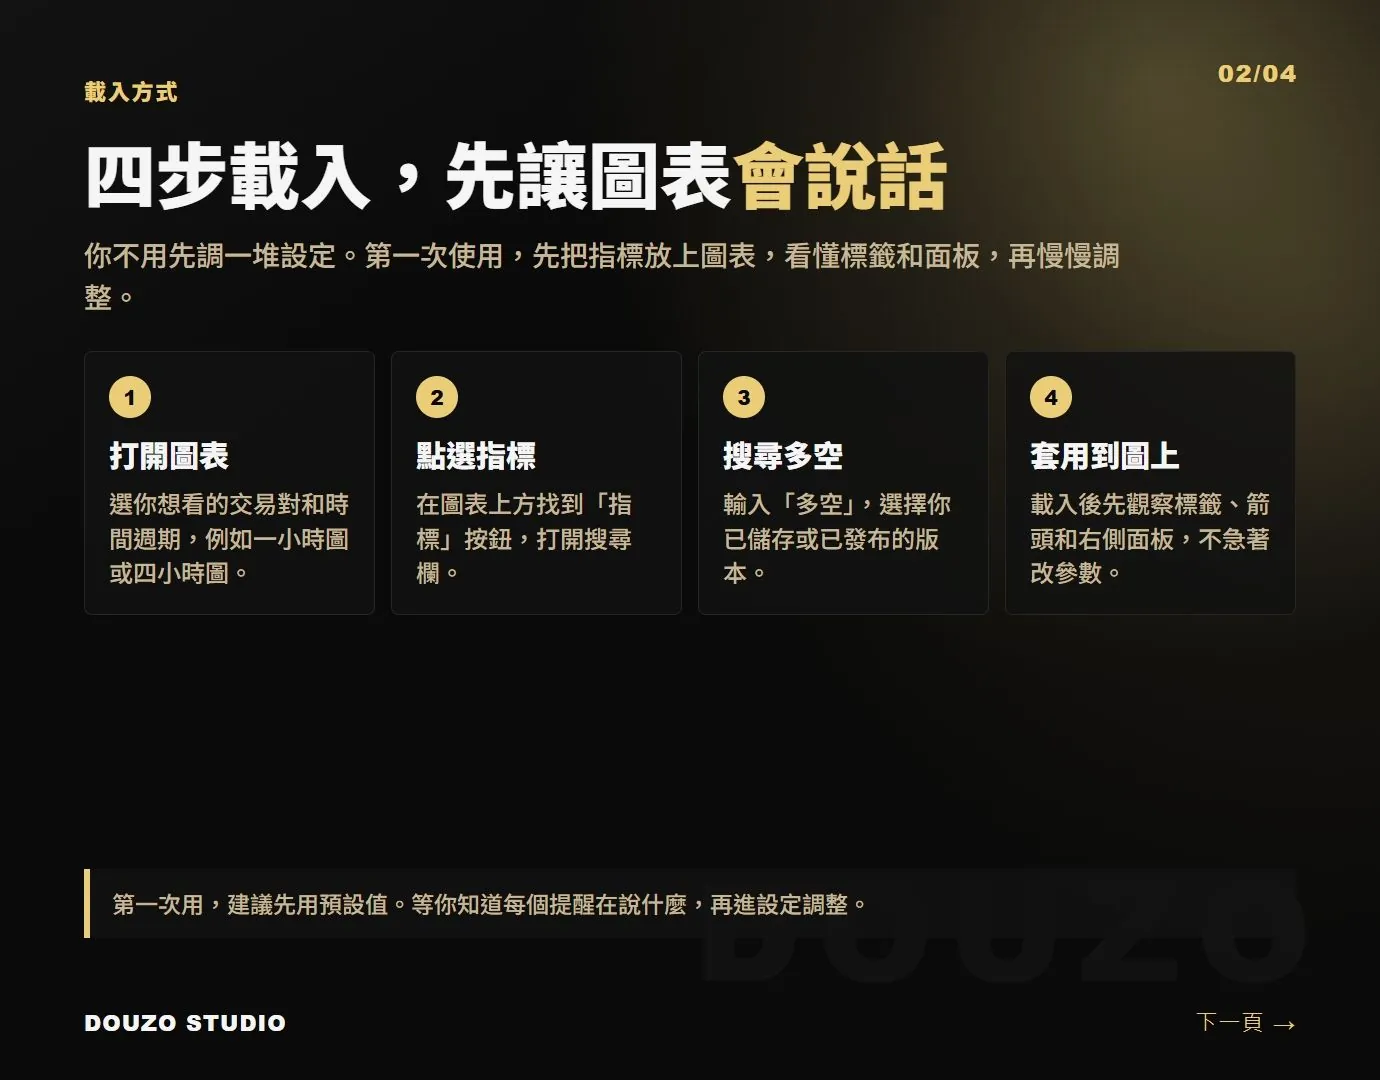 載入方式
02/04
四步載入，先讓圖表會說話
你不用先調一堆設定。第一次使用，先把指標放上圖表，看懂標籤和面板，再慢慢調
整。
1
打開圖表
選你想看的交易對和時
間週期，例如一小時圖
或四小時圖。
2
點選指標
在圖表上方找到「指
標」按鈕，打開搜尋
欄。
3
搜尋多空
輸入「多空」，選擇你
已儲存或已發布的版
本。
4
套用到圖上
載入後先觀察標籤、箭
頭和右側面板，不急著
改參數。
第一次用，建議先用預設值。等你知道每個提醒在說什麼，再進設定調整。
DOUZO
DOUZO STUDIO
下一頁 →